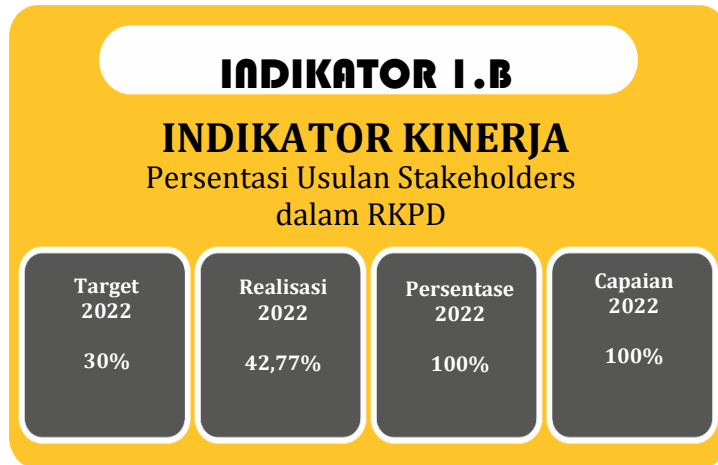 INDIKATOR 1.B
INDIKATOR KINERJA
Persentasi Usulan Stakeholders
dalam RKPD
Target
2022
30%
Realisasi
2022
42,77%
Persentase
2022
100%
Capaian
2022
100%